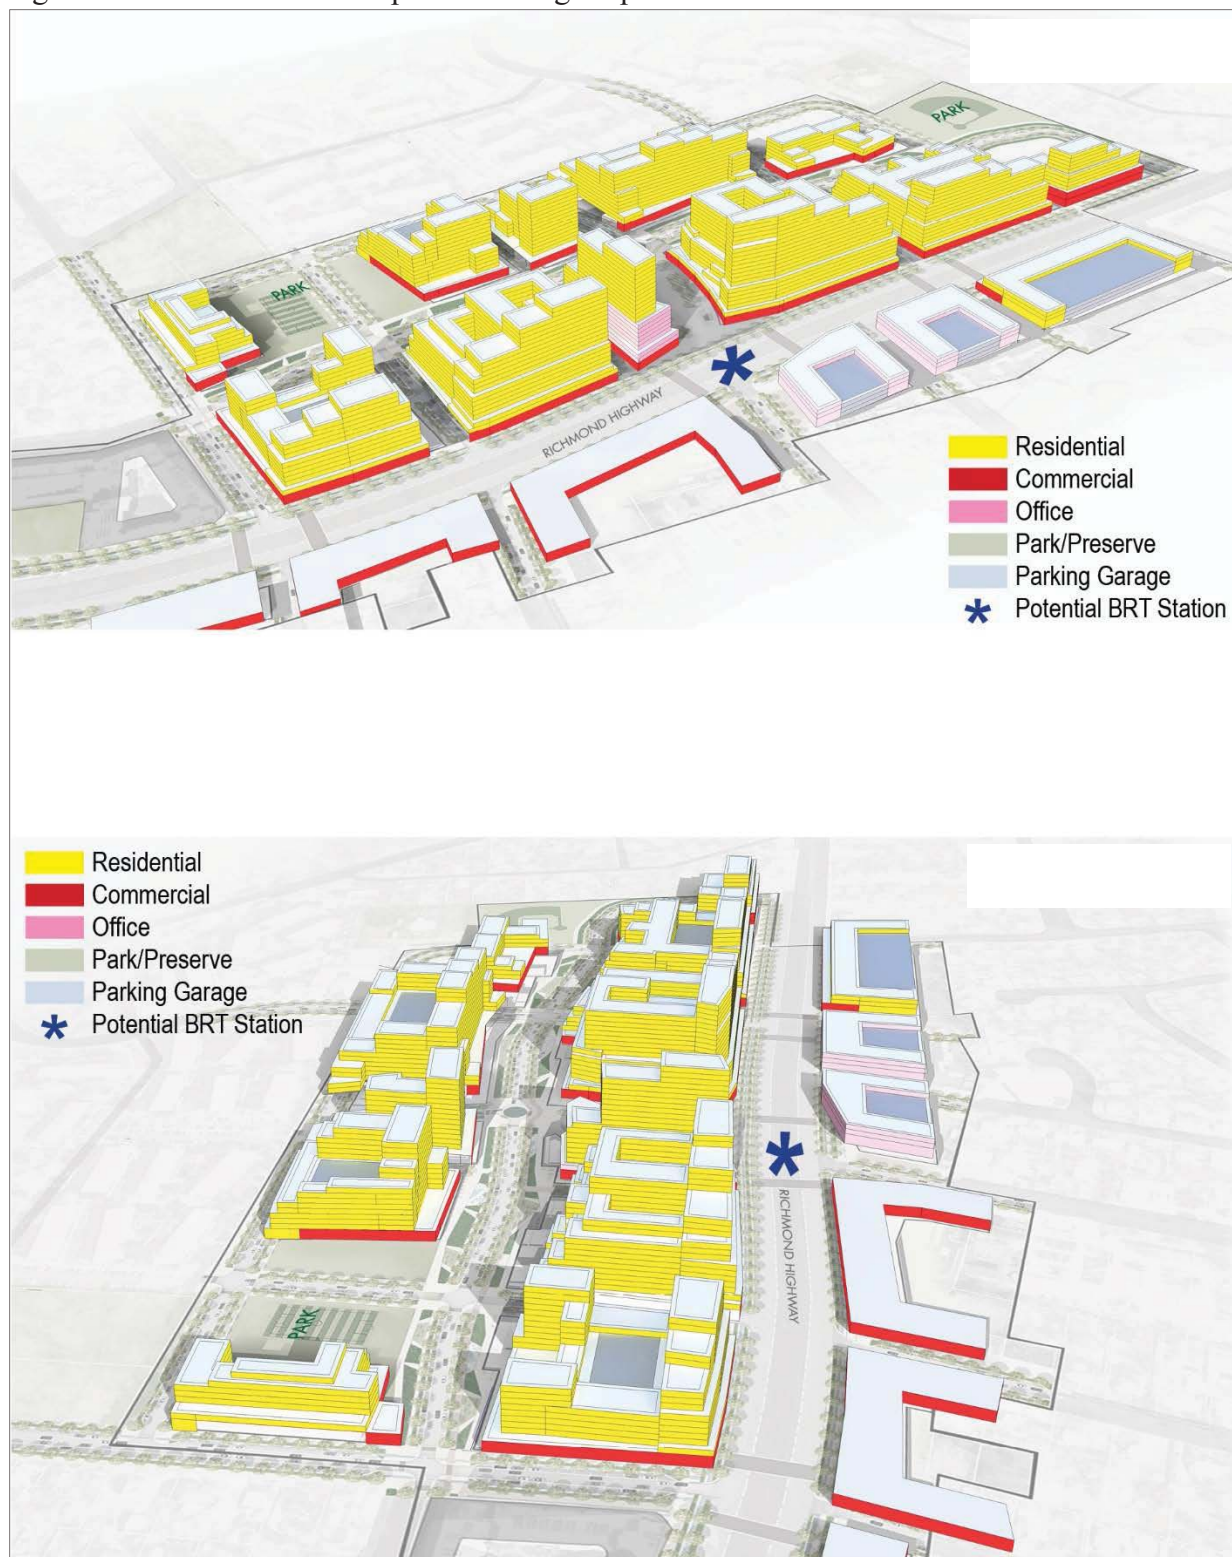 PARK
PARK
RICHMOND HIGHWAY
Residential
Commercial
Office
Park/Preserve
Parking Garage
Potential BRT Station
Residential
Commercial
Office
Park/Preserve
Parking Garage
Potential BRT Station
RICHMOND HIGHWAY
PARK